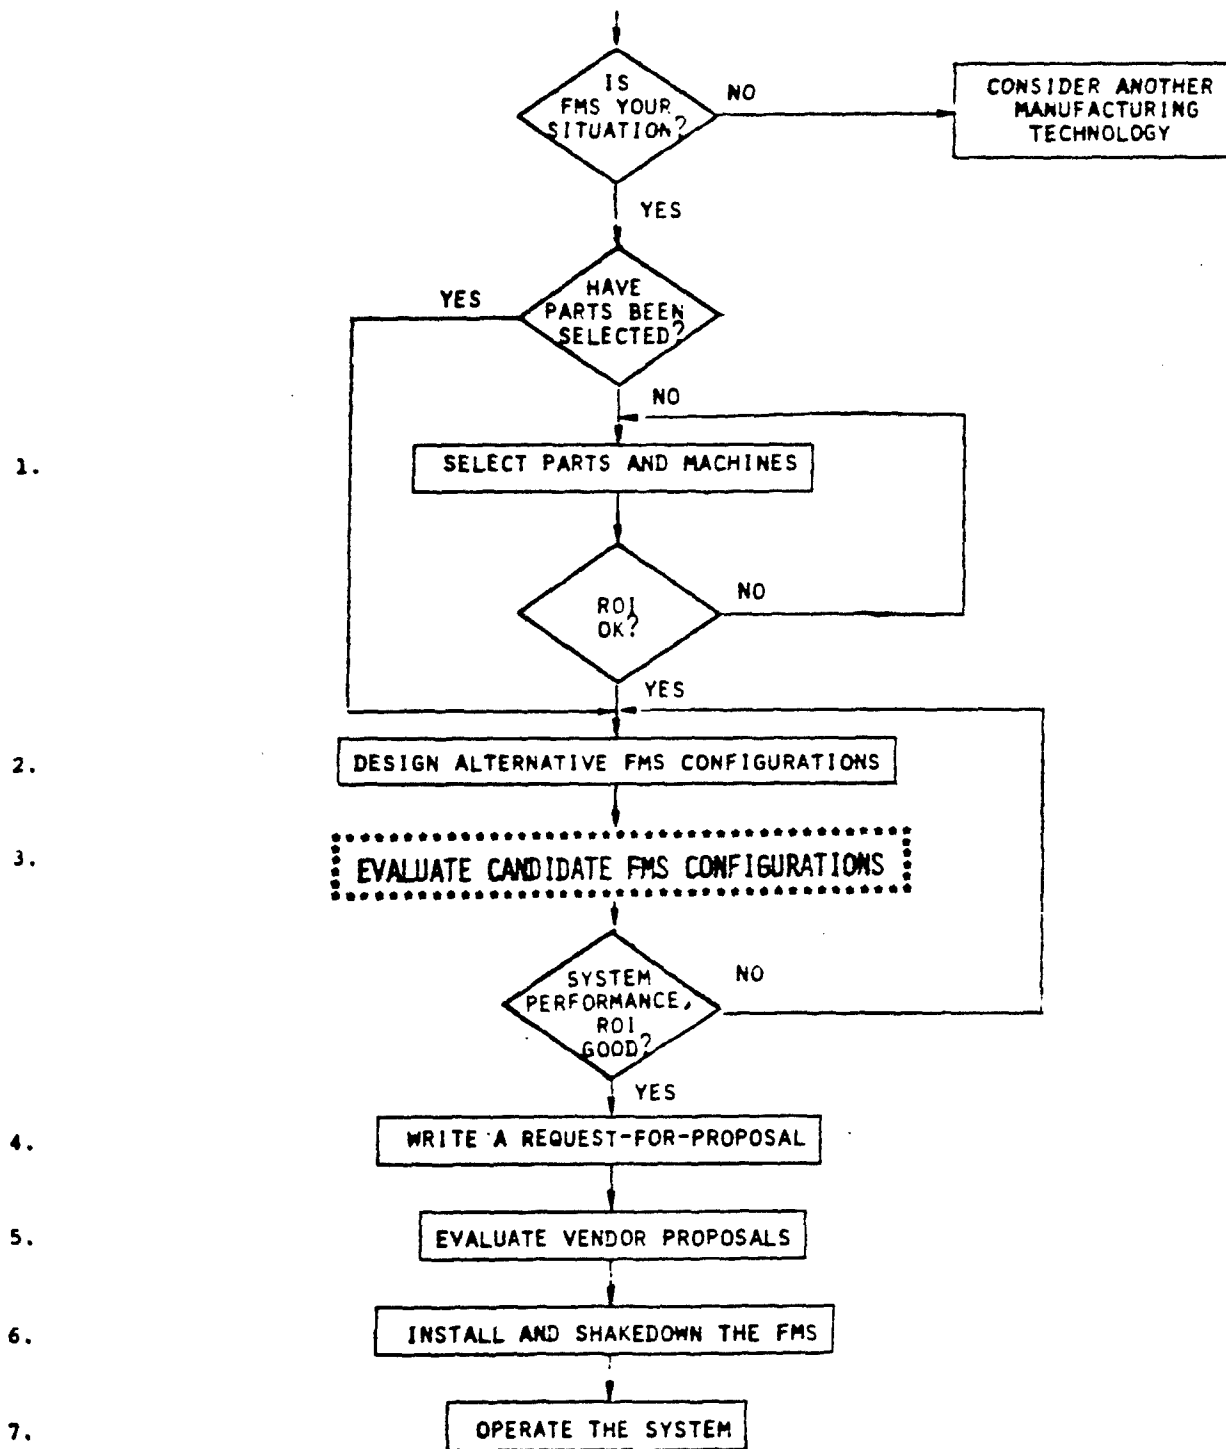 IS
FMS YOUR
SITUATION?
NO
CONSIDER ANOTHER
MANUFACTURING
TECHNOLOGY
YES
HAVE
PARTS BEEN
SELECTED?
YES
NO
1.
SELECT PARTS AND MACHINES
ROI
OK?
NO
YES
2.
DESIGN ALTERNATIVE FMS CONFIGURATIONS
3.
EVALUATE CANDIDATE FMS CONFIGURATIONS
SYSTEM
PERFORMANCE,
ROI
GOOD?
NO
YES
4.
WRITE A REQUEST-FOR-PROPOSAL
5.
EVALUATE VENDOR PROPOSALS
6.
INSTALL AND SHAKEDOWN THE FMS
7.
OPERATE THE SYSTEM